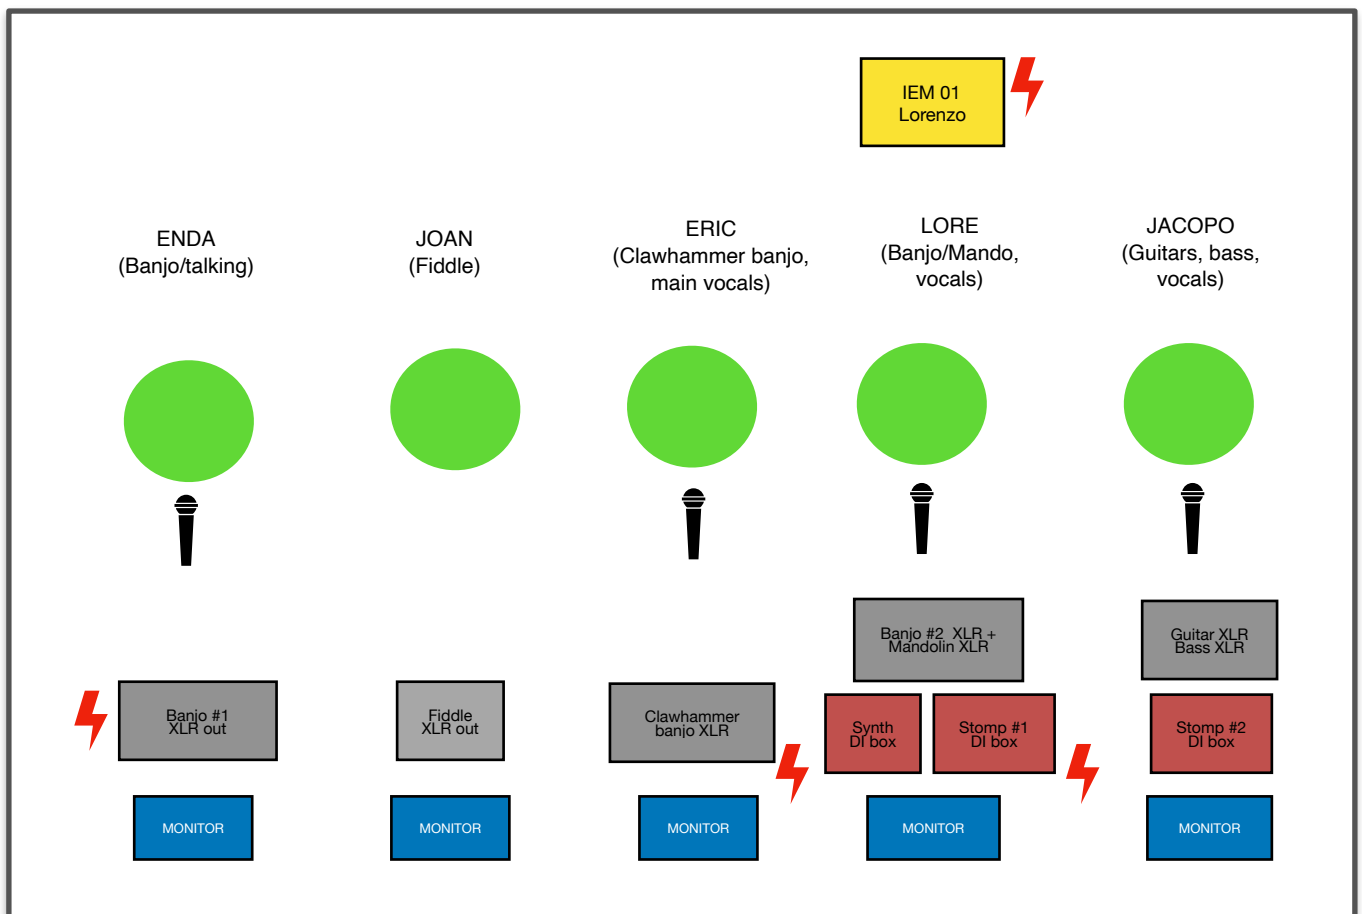 IEM 01
Lorenzo
ENDA
(Banjo/talking)
JOAN
(Fiddle)
ERIC
(Clawhammer banjo,
main vocals)
LORE
(Banjo/Mando,
vocals)
JACOPO
(Guitars, bass,
vocals)
Banjo #1
XLR out
Fiddle
XLR out
Clawhammer
banjo XLR
Banjo #2 XLR +
Mandolin XLR
Synth
DI box
Stomp #1
DI box
Guitar XLR
Bass XLR
Stomp #2
DI box
MONITOR
MONITOR
MONITOR
MONITOR
MONITOR